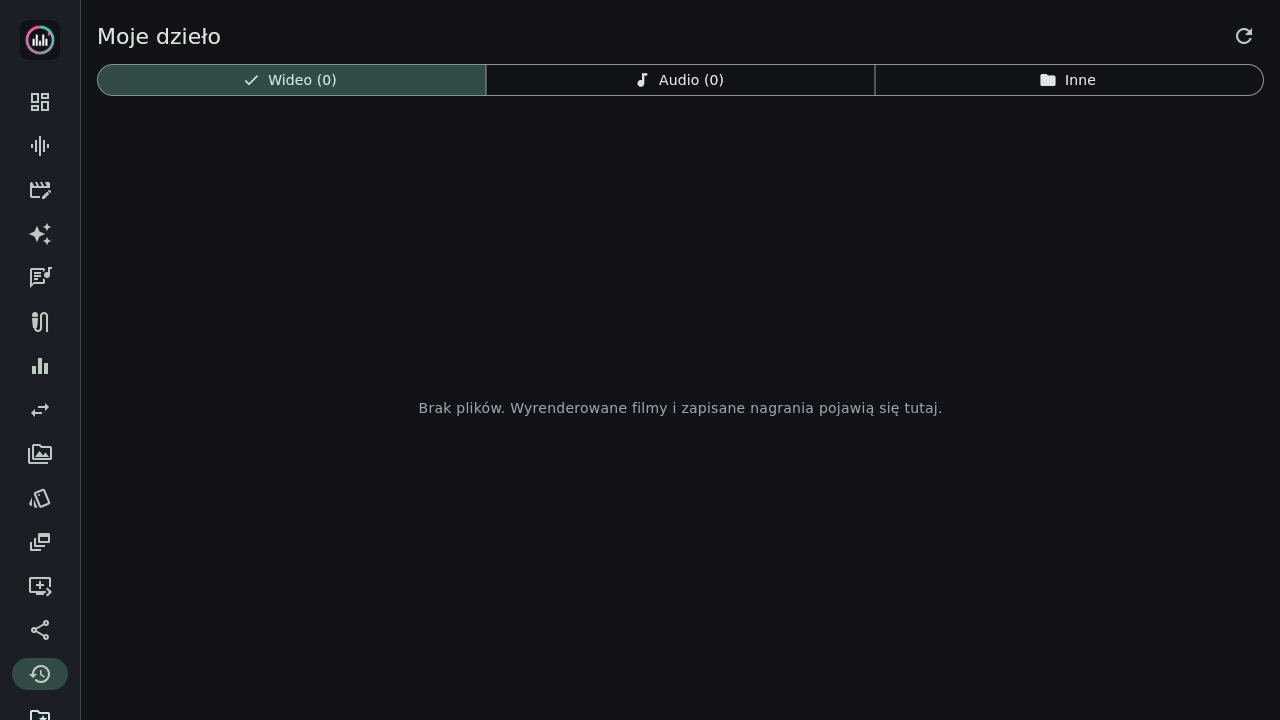 Moje dzieło
Wideo (0)
Audio (0)
Inne
Brak plików. Wyrenderowane filmy i zapisane nagrania pojawią się tutaj.